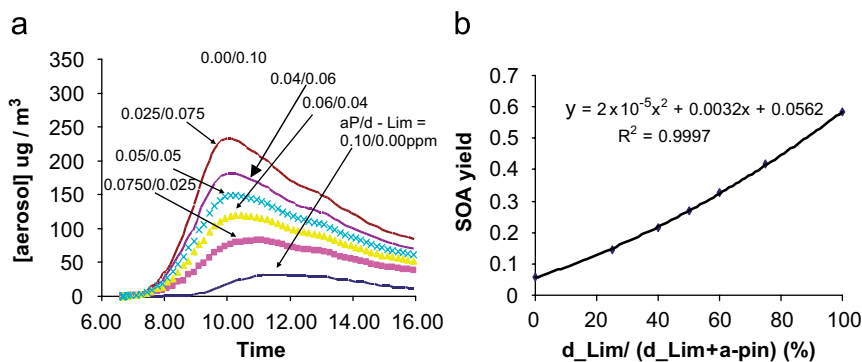 a
b
[aerosol] ug / m³
350
300
250
200
150
100
50
0
0.00/0.10
0.04/0.06
0.025/0.075
0.06/0.04
aP/d - Lim =
0.10/0.00ppm
0.05/0.05
0.0750/0.025
6.00 8.00 10.00 12.00 14.00 16.00
Time
SOA yield
0.7
0.6
0.5
0.4
0.3
0.2
0.1
0
y = 2x10⁻⁵x² + 0.0032x + 0.0562
R² = 0.9997
0 20 40 60 80 100
d_Lim/ (d_Lim+a-pin) (%)